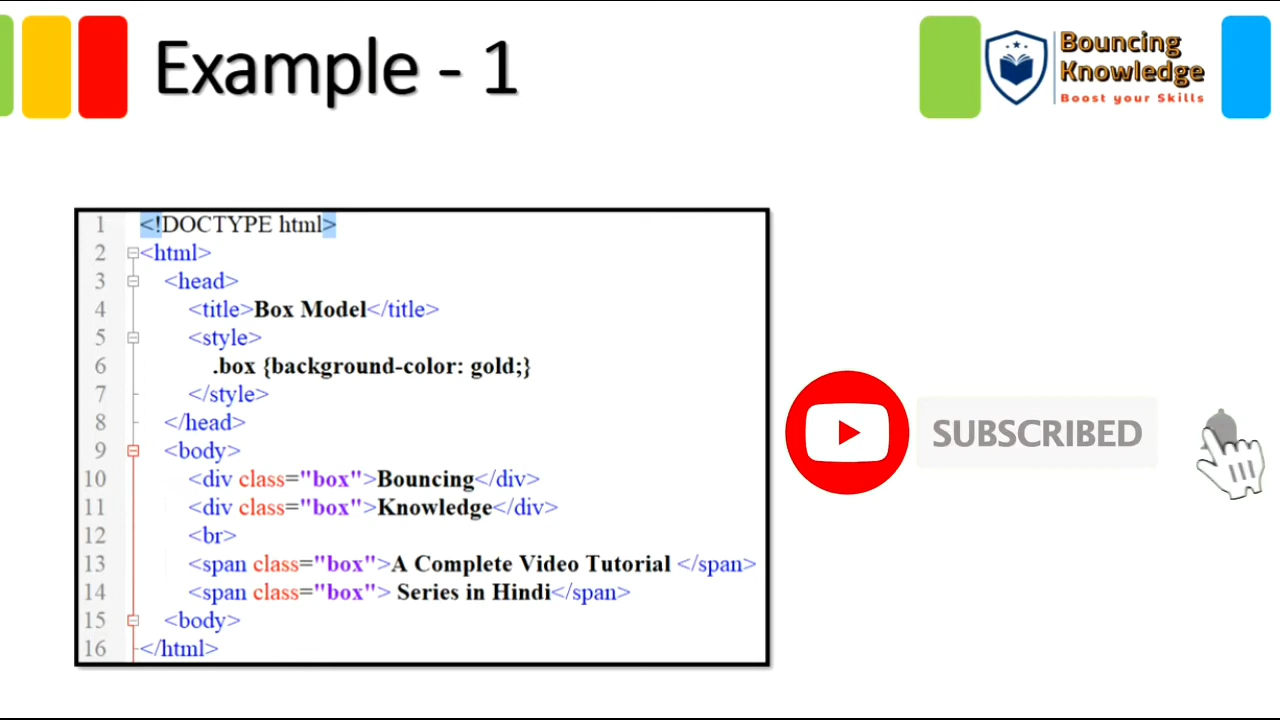 Example - 1
Bouncing
Knowledge
Boost your Skills
1 <!DOCTYPE html>
2 <html>
3 <head>
4 <title>Box Model</title>
5 <style>
6 .box {background-color: gold;}
7 </style>
8 </head>
9 <body>
10 <div class="box">Bouncing</div>
11 <div class="box">Knowledge</div>
12 <br>
13 <span class="box">A Complete Video Tutorial </span>
14 <span class="box"> Series in Hindi</span>
15 <body>
16 </html>
SUBSCRIBED